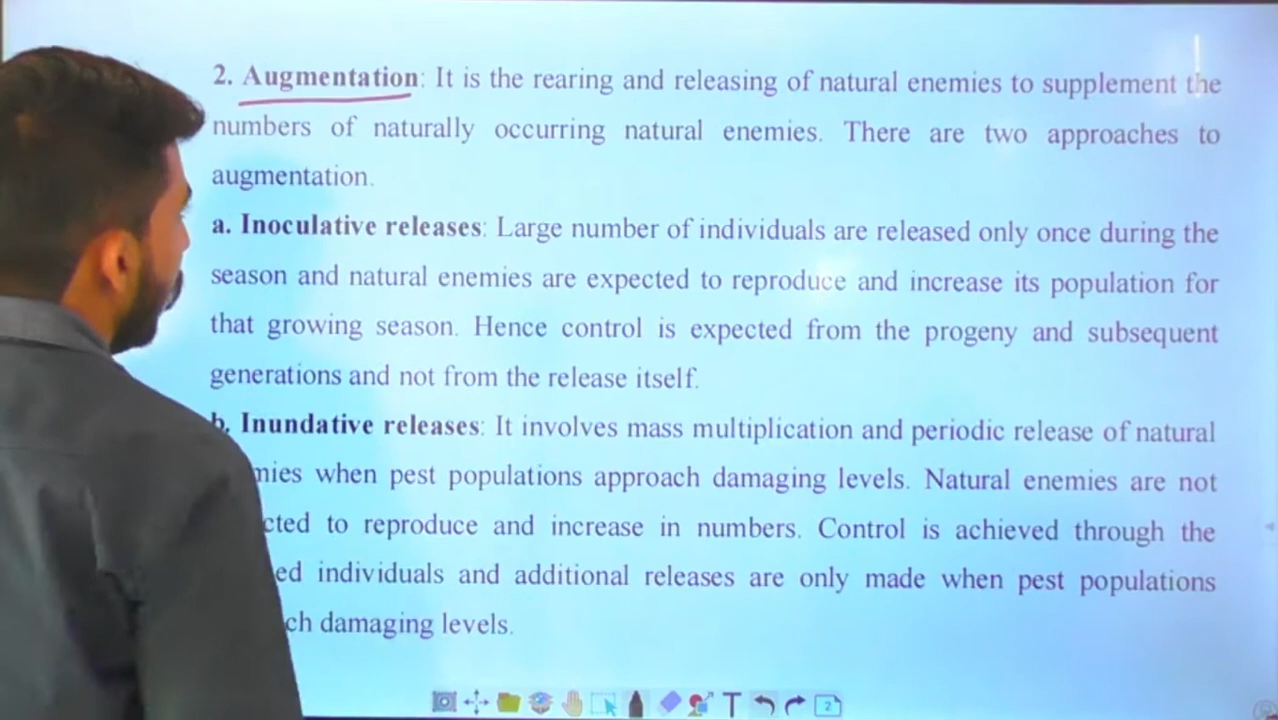 2. Augmentation: It is the rearing and releasing of natural enemies to supplement the
numbers of naturally occurring natural enemies. There are two approaches to
augmentation.
a. Inoculative releases: Large number of individuals are released only once during the
season and natural enemies are expected to reproduce and increase its population for
that growing season. Hence control is expected from the progeny and subsequent
generations and not from the release itself.
b. Inundative releases: It involves mass multiplication and periodic release of natural
when pest populations approach damaging levels. Natural enemies are not
to reproduce and increase in numbers. Control is achieved through the
individuals and additional releases are only made when pest populations
damaging levels.
T
2